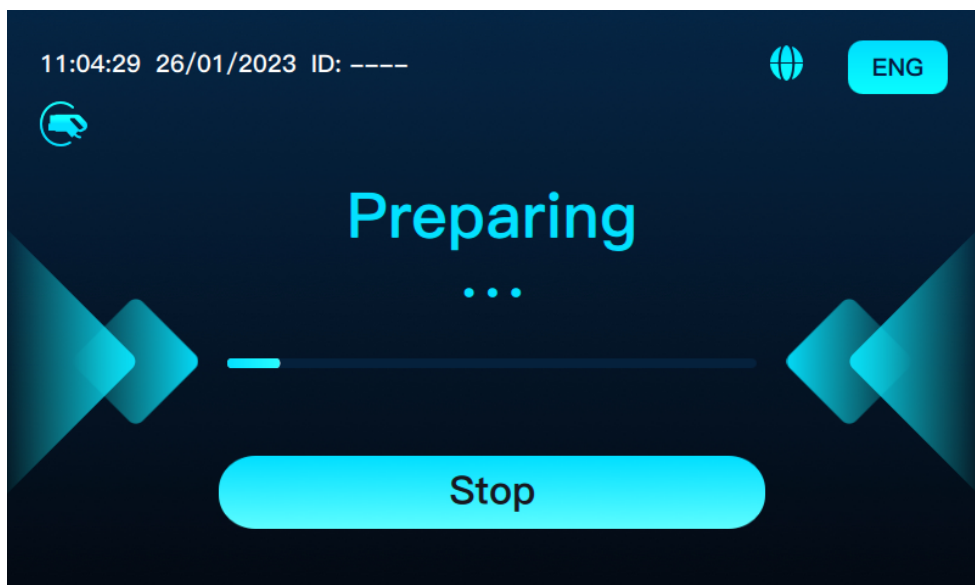 11:04:29 26/01/2023 ID: ----
ENG
Preparing
...
Stop